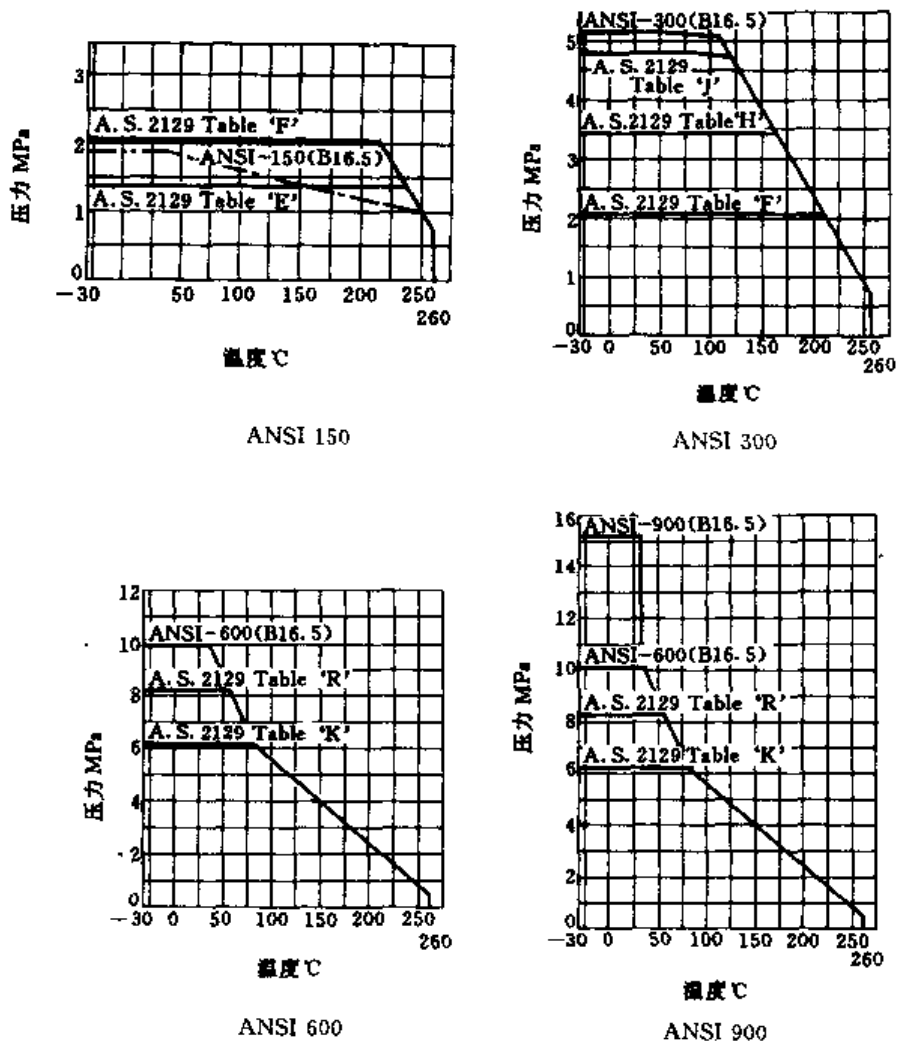 3
A. S. 2129 Table ‘F’
2
ANSI-150(B16.5)
1
A. S. 2129 Table ‘E’
0
压力 MPa
-30 50 100 150 200 250
260
温度 ℃
ANSI 150
ANSI-300(B16.5)
5
A. S. 2129
Table ‘J’
4
A. S. 2129 Table‘H’
3
A. S. 2129 Table ‘F’
2
1
0
压力 MPa
-30 0 50 100 150 200 250
260
温度 ℃
ANSI 300
12
ANSI-600(B16.5)
10
A. S. 2129 Table ‘R’
8
A. S. 2129 Table ‘K’
6
4
2
0
压力 MPa
-30 0 50 100 150 200 250
260
温度 ℃
ANSI 600
16
ANSI-900(B16.5)
14
12
ANSI-600(B16.5)
10
A. S. 2129 Table ‘R’
8
A. S. 2129 Table ‘K’
6
4
2
0
压力 MPa
-30 0 50 100 150 200 250
260
温度 ℃
ANSI 900